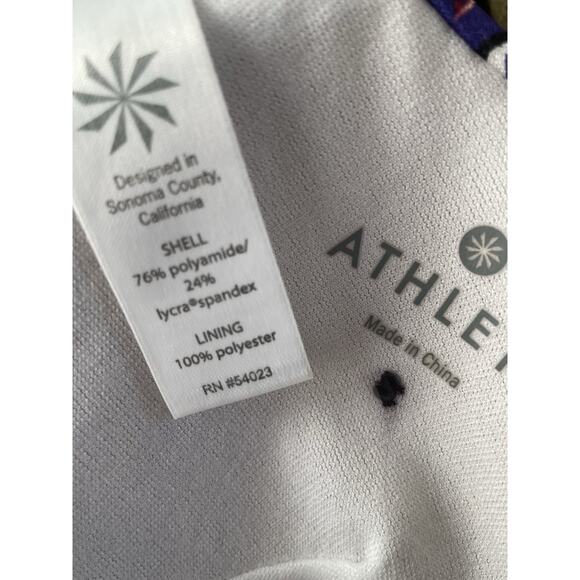 Designed in
Sonoma County,
California
SHELL
76% polyamide/
24%
lycra®spandex
LINING
100% polyester
RN #54023
ATHLE
Made in China